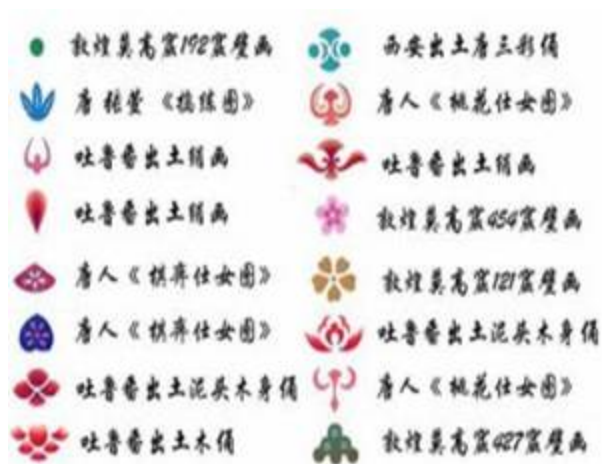 敦煌莫高窟192窟壁画
唐 张萱 《捣练图》
吐鲁番出土绢画
吐鲁番出土绢画
唐人《棋弈仕女图》
唐人《棋弈仕女图》
吐鲁番出土泥头木身俑
吐鲁番出土木俑
西安出土唐三彩俑
唐人《桃花仕女图》
吐鲁番出土绢画
敦煌莫高窟454窟壁画
敦煌莫高窟121窟壁画
吐鲁番出土泥头木身俑
唐人《桃花仕女图》
敦煌莫高窟427窟壁画